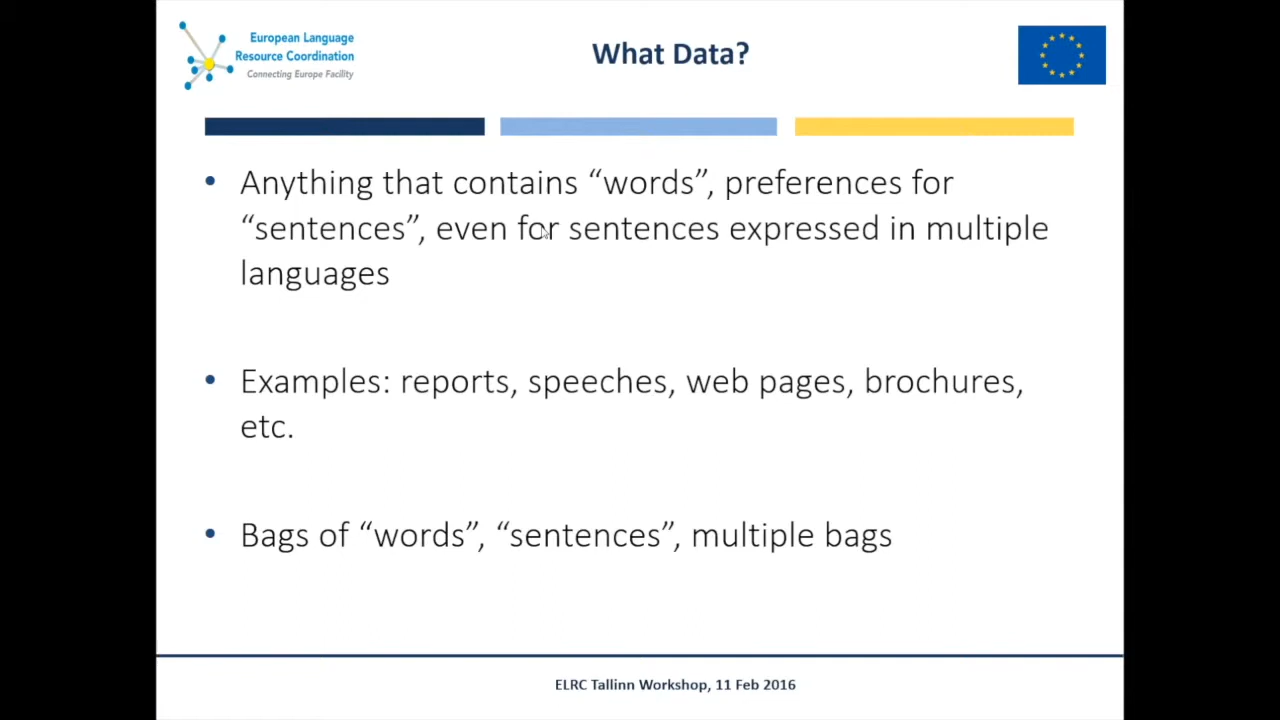 European Language
Resource Coordination
Connecting Europe Facility
What Data?
• Anything that contains “words”, preferences for
“sentences”, even for sentences expressed in multiple
languages
• Examples: reports, speeches, web pages, brochures,
etc.
• Bags of “words”, “sentences”, multiple bags
ELRC Tallinn Workshop, 11 Feb 2016